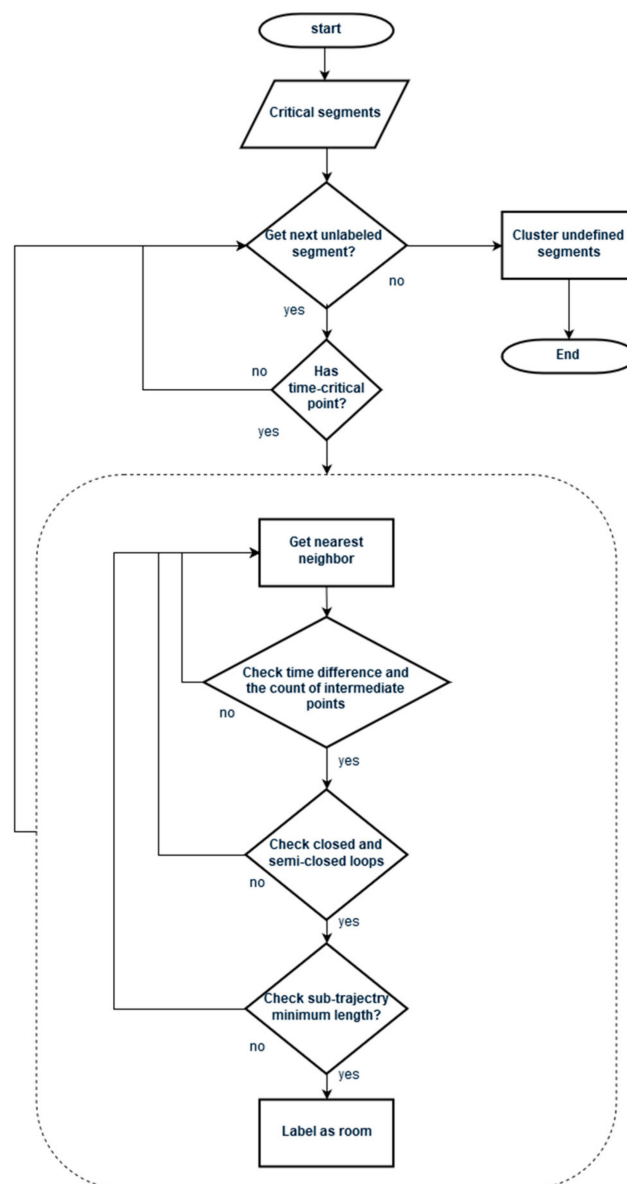 start
Critical segments
Get next unlabeled
segment?
no
yes
Cluster undefined
segments
End
Has
time-critical
point?
no
yes
Get nearest
neighbor
Check time difference and
the count of intermediate
points
no
yes
Check closed and
semi-closed loops
no
yes
Check sub-trajectry
minimum length?
no
yes
Label as room